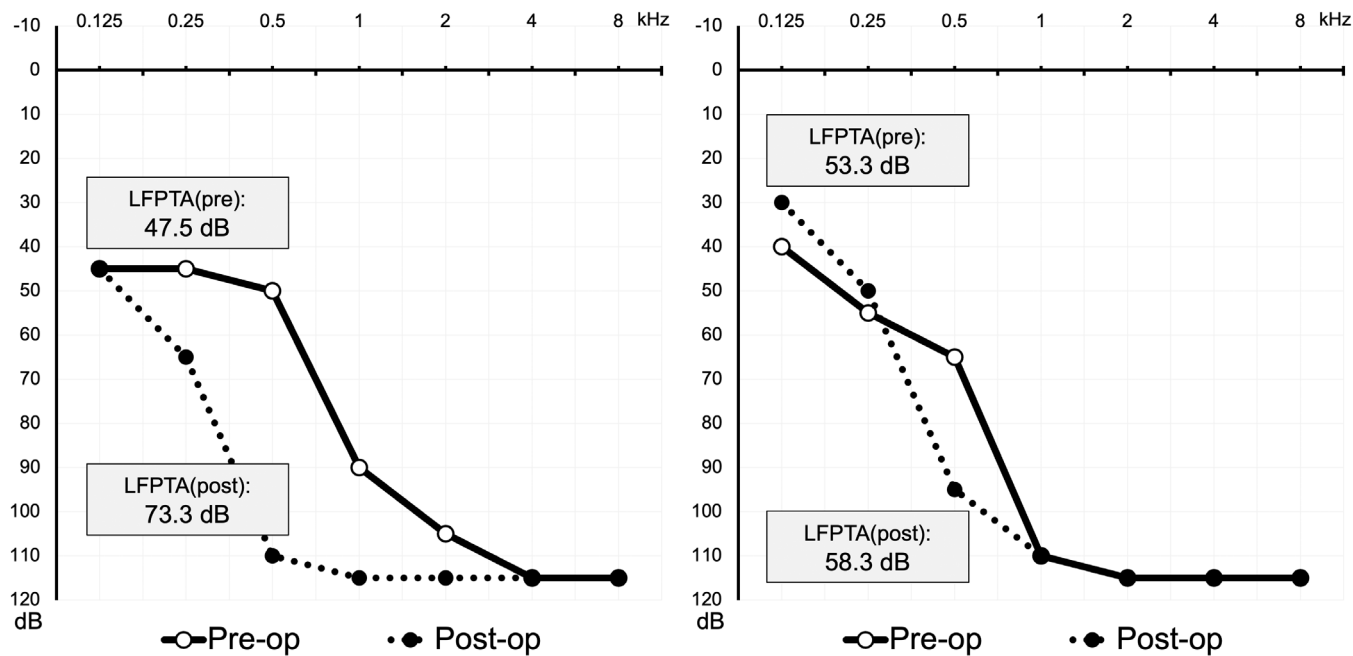 0.125 0.25 0.5 1 2 4 8 kHz
-10
0
10
20
30
40
50
60
70
80
90
100
110
120
dB
LFPTA(pre):
47.5 dB
LFPTA(post):
73.3 dB
Pre-op Post-op
0.125 0.25 0.5 1 2 4 8 kHz
-10
0
10
20
30
40
50
60
70
80
90
100
110
120
dB
LFPTA(pre):
53.3 dB
LFPTA(post):
58.3 dB
Pre-op Post-op